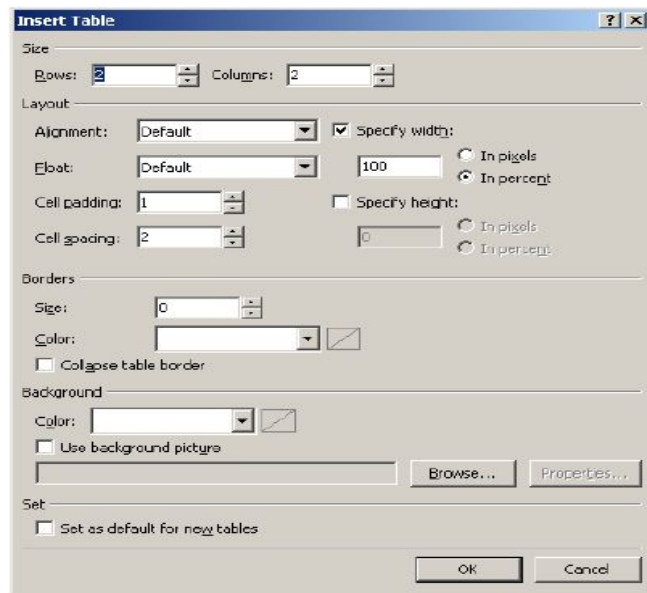 Insert Table
Size
Rows: 2 Columns: 2
Layout
Alignment: Default Specify width:
Float: Default 100 In pixels
In percent
Cell padding: 1 Specify height:
Cell spacing: 2 0 In pixels
In percent
Borders
Size: 0
Color:
Collapse table border
Background
Color:
Use background picture
Browse... Properties...
Set
Set as default for new tables
OK Cancel